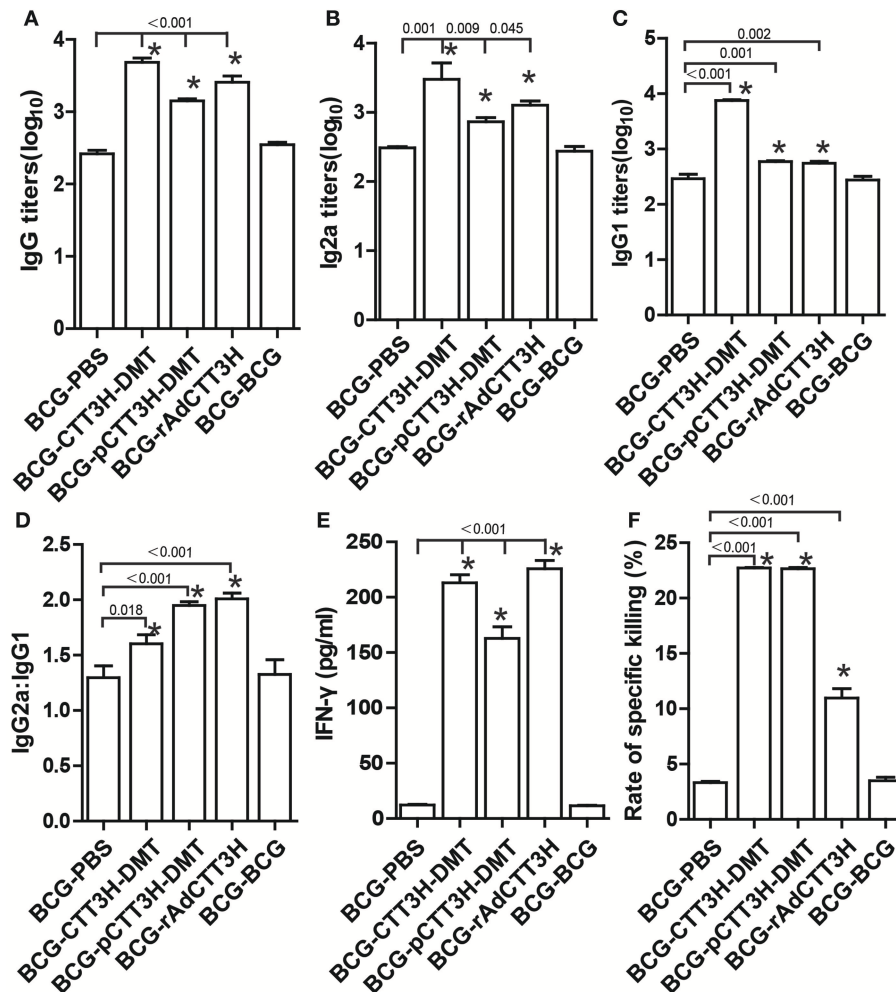 A
<0.001
IgG titers(log10)
4
3
2
1
0
BCG-PBS
BCG-CTT3H-DMT
BCG-pCTT3H-DMT
BCG-rAdCTT3H
BCG-BCG
B
0.001 0.009 0.045
Ig2a titers(log10)
4
3
2
1
0
BCG-PBS
BCG-CTT3H-DMT
BCG-pCTT3H-DMT
BCG-rAdCTT3H
BCG-BCG
C
0.002
0.001
<0.001
IgG1 titers(log10)
5
4
3
2
1
0
BCG-PBS
BCG-CTT3H-DMT
BCG-pCTT3H-DMT
BCG-rAdCTT3H
BCG-BCG
D
<0.001
<0.001
0.018
IgG2a:IgG1
2.5
2.0
1.5
1.0
0.5
0.0
BCG-PBS
BCG-CTT3H-DMT
BCG-pCTT3H-DMT
BCG-rAdCTT3H
BCG-BCG
E
<0.001
IFN-γ (pg/ml)
250
200
150
100
50
0
BCG-PBS
BCG-CTT3H-DMT
BCG-pCTT3H-DMT
BCG-rAdCTT3H
BCG-BCG
F
<0.001
<0.001
<0.001
Rate of specific killing (%)
25
20
15
10
5
0
BCG-PBS
BCG-CTT3H-DMT
BCG-pCTT3H-DMT
BCG-rAdCTT3H
BCG-BCG